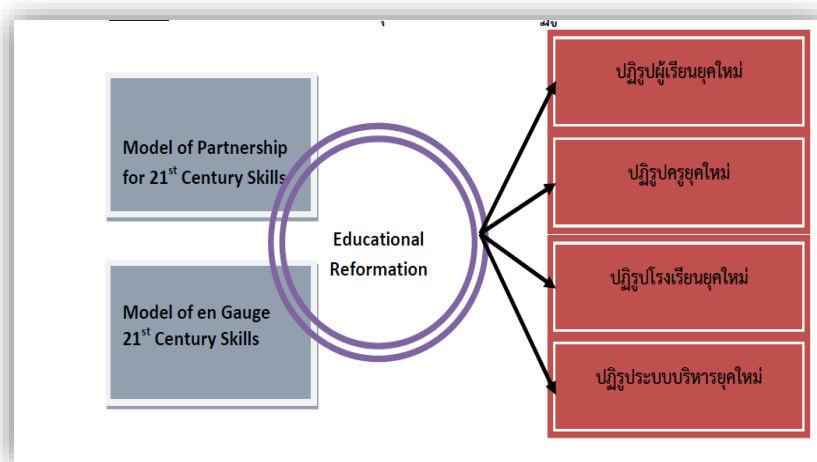 Model of Partnership
for 21st Century Skills
Model of en Gauge
21st Century Skills
Educational
Reformation
ปฏิรูปผู้เรียนยุคใหม่
ปฏิรูปครูยุคใหม่
ปฏิรูปโรงเรียนยุคใหม่
ปฏิรูประบบบริหารยุคใหม่